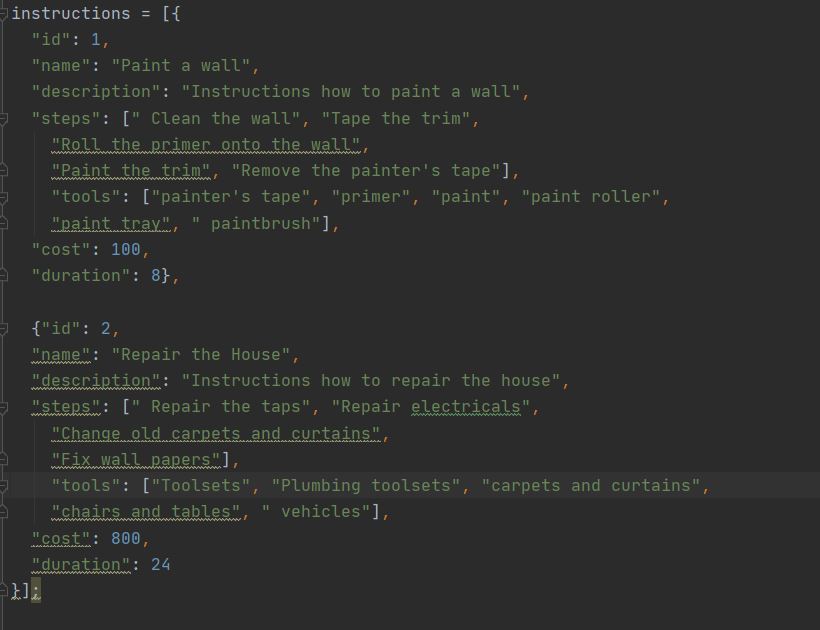 instructions = [{
"id": 1,
"name": "Paint a wall",
"description": "Instructions how to paint a wall",
"steps": [" Clean the wall", "Tape the trim",
"Roll the primer onto the wall",
"Paint the trim", "Remove the painter's tape"],
"tools": ["painter's tape", "primer", "paint", "paint roller",
"paint tray", " paintbrush"],
"cost": 100,
"duration": 8},
{"id": 2,
"name": "Repair the House",
"description": "Instructions how to repair the house",
"steps": [" Repair the taps", "Repair electricals",
"Change old carpets and curtains",
"Fix wall papers"],
"tools": ["Toolsets", "Plumbing toolsets", "carpets and curtains",
"chairs and tables", " vehicles"],
"cost": 800,
"duration": 24
}];